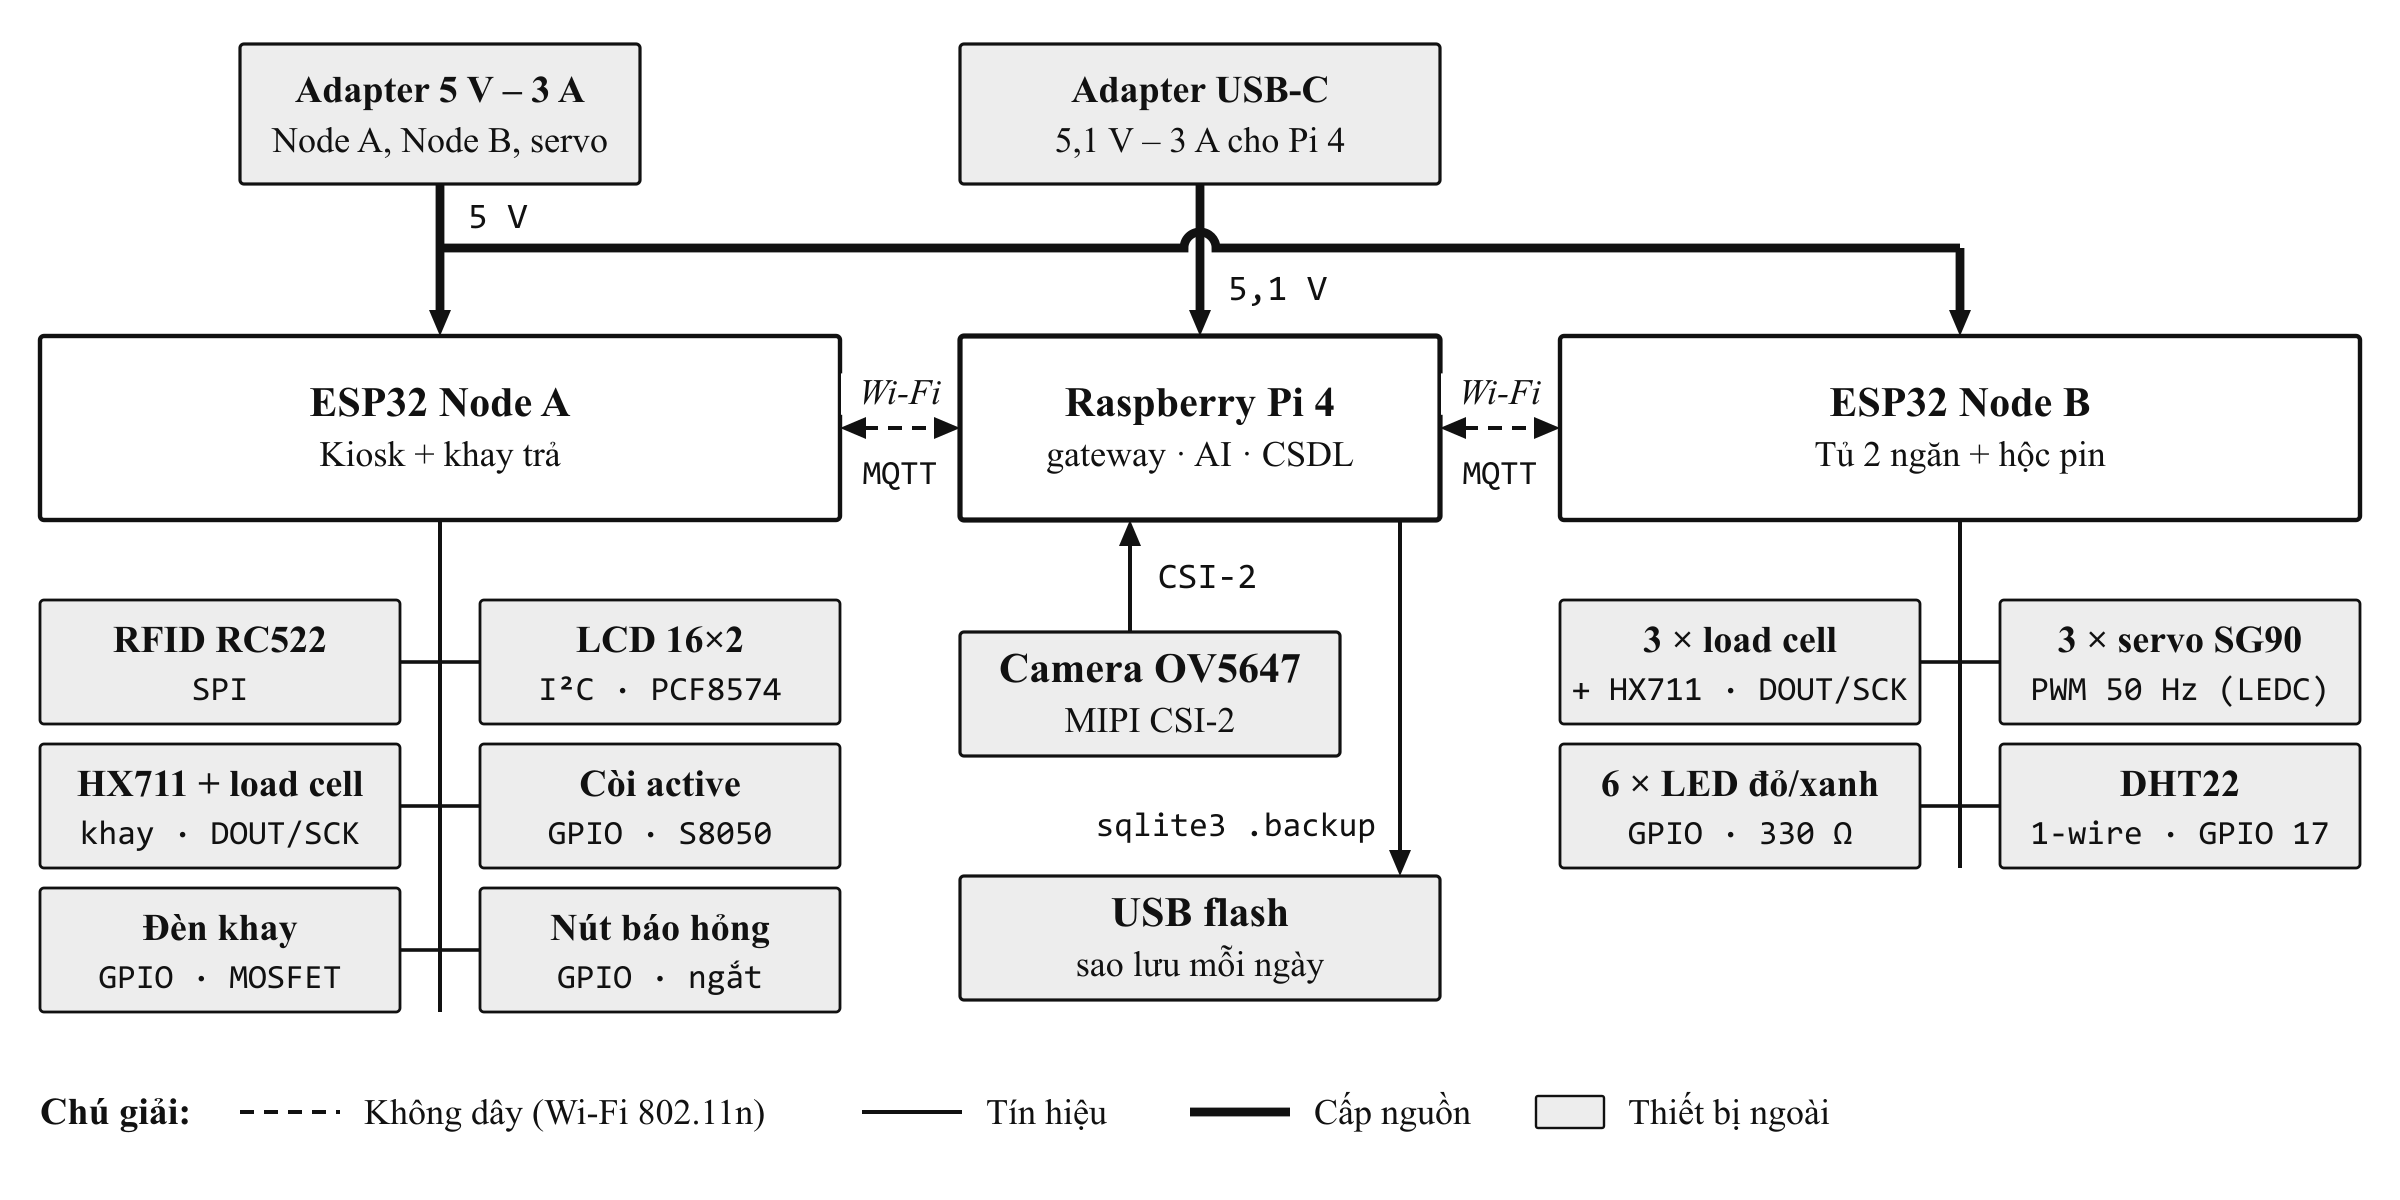 Adapter 5 V – 3 A
Node A, Node B, servo
Adapter USB-C
5,1 V – 3 A cho Pi 4
5 V
5,1 V
ESP32 Node A
Kiosk + khay trả
Wi-Fi
MQTT
Raspberry Pi 4
gateway · AI · CSDL
Wi-Fi
MQTT
ESP32 Node B
Tủ 2 ngăn + hộc pin
RFID RC522
SPI
LCD 16×2
I²C · PCF8574
HX711 + load cell
khay · DOUT/SCK
Còi active
GPIO · S8050
Đèn khay
GPIO · MOSFET
Nút báo hỏng
GPIO · ngắt
CSI-2
Camera OV5647
MIPI CSI-2
sqlite3 .backup
USB flash
sao lưu mỗi ngày
3 × load cell
+ HX711 · DOUT/SCK
3 × servo SG90
PWM 50 Hz (LEDC)
6 × LED đỏ/xanh
GPIO · 330 Ω
DHT22
1-wire · GPIO 17
Chú giải:
Không dây (Wi-Fi 802.11n)
Tín hiệu
Cấp nguồn
Thiết bị ngoài